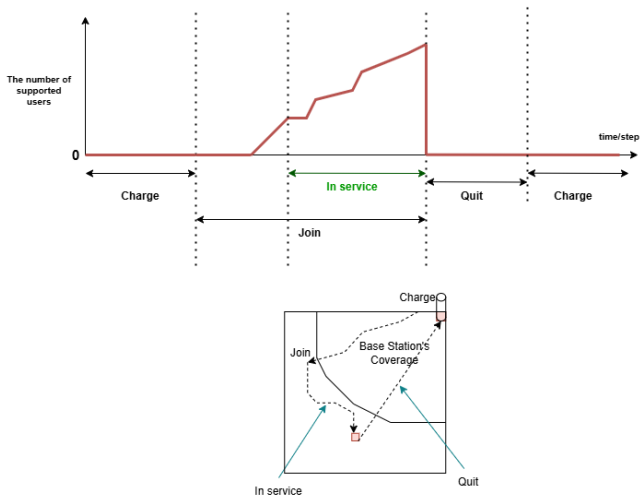 The number of
supported
users
0
time/step
Charge
In service
Quit
Charge
Join
Charge
Base Station's
Coverage
Join
In service
Quit